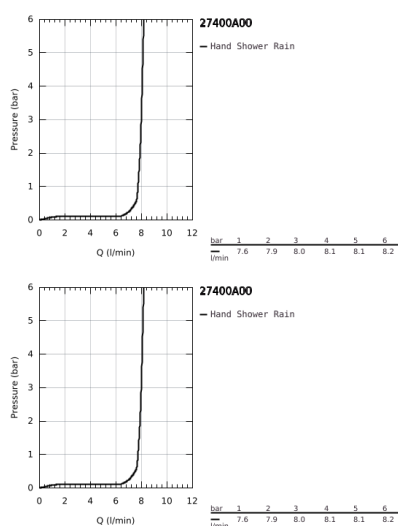 27400A00
Hand Shower Rain
6
5
4
3
2
1
0
Pressure (bar)
0 2 4 6 8 10 12
Q (l/min)
bar 1 2 3 4 5 6
7.6 7.9 8.0 8.1 8.1 8.2
l/min
27400A00
Hand Shower Rain
6
5
4
3
2
1
0
Pressure (bar)
0 2 4 6 8 10 12
Q (l/min)
bar 1 2 3 4 5 6
7.6 7.9 8.0 8.1 8.1 8.2
l/min